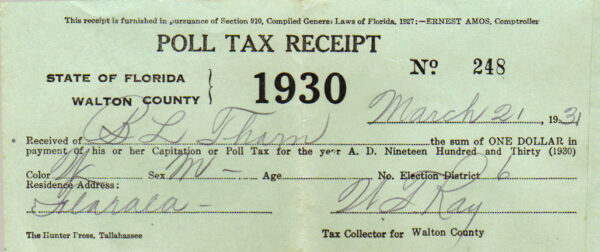 This receipt is furnished in pursuance of Section 910, Compiled General Laws of Florida, 1927;—ERNEST AMOS, Comptroller
POLL TAX RECEIPT
No. 248
STATE OF FLORIDA
WALTON COUNTY
1930
March 21, 1931
Received of B L Thorn the sum of ONE DOLLAR in
payment of his or her Capitation or Poll Tax for the year A. D. Nineteen Hundred and Thirty (1930)
Color W Sex M - Age No. Election District 6
Residence Address:
W. L. Ray
The Hunter Press, Tallahassee
Tax Collector for Walton County